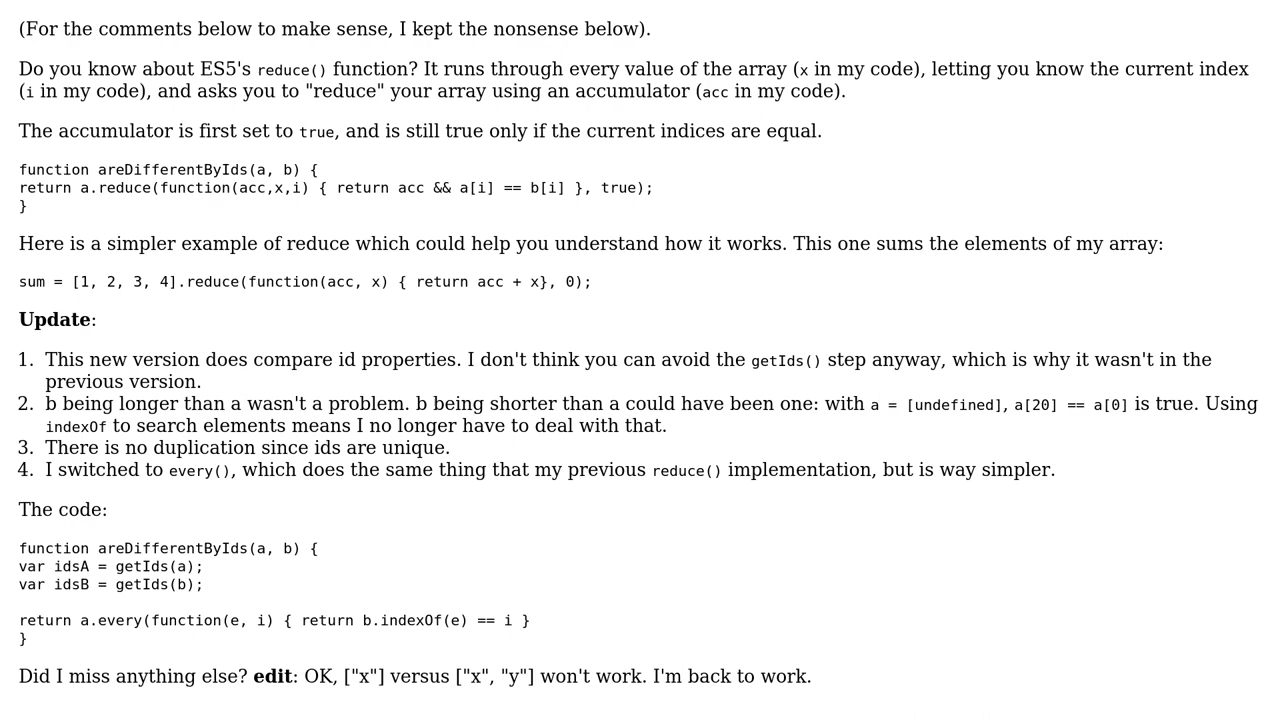 (For the comments below to make sense, I kept the nonsense below).
Do you know about ES5's reduce() function? It runs through every value of the array (x in my code), letting you know the current index
(i in my code), and asks you to "reduce" your array using an accumulator (acc in my code).
The accumulator is first set to true, and is still true only if the current indices are equal.
function areDifferentByIds(a, b) {
return a.reduce(function(acc,x,i) { return acc && a[i] == b[i] }, true);
}
Here is a simpler example of reduce which could help you understand how it works. This one sums the elements of my array:
sum = [1, 2, 3, 4].reduce(function(acc, x) { return acc + x}, 0);
Update:
1. This new version does compare id properties. I don't think you can avoid the getIds() step anyway, which is why it wasn't in the
previous version.
2. b being longer than a wasn't a problem. b being shorter than a could have been one: with a = [undefined], a[20] == a[0] is true. Using
indexOf to search elements means I no longer have to deal with that.
3. There is no duplication since ids are unique.
4. I switched to every(), which does the same thing that my previous reduce() implementation, but is way simpler.
The code:
function areDifferentByIds(a, b) {
var idsA = getIds(a);
var idsB = getIds(b);
return a.every(function(e, i) { return b.indexOf(e) == i }
}
Did I miss anything else? edit: OK, ["x"] versus ["x", "y"] won't work. I'm back to work.